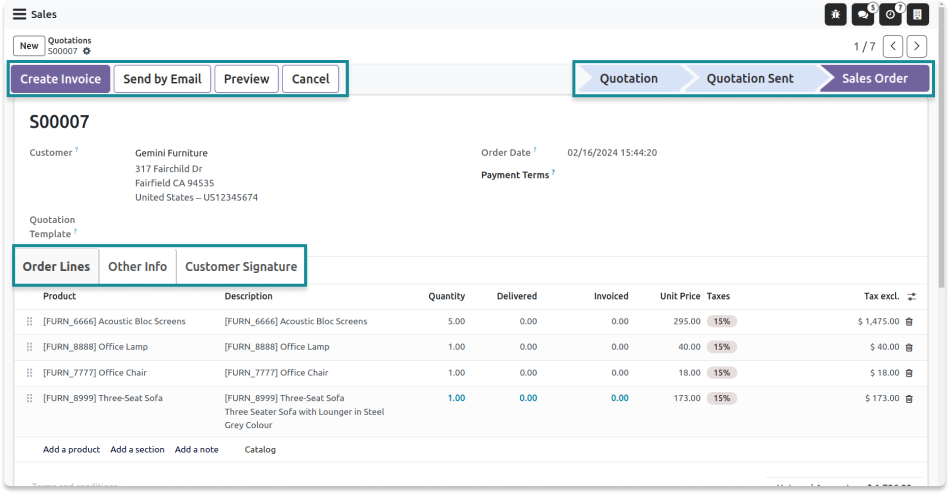 Sales
5
7
New
Quotations
S00007
1 / 7
Create Invoice
Send by Email
Preview
Cancel
Quotation
Quotation Sent
Sales Order
S00007
Customer ?
Gemini Furniture
317 Fairchild Dr
Fairfield CA 94535
United States – US12345674
Order Date ?
02/16/2024 15:44:20
Payment Terms ?
Quotation
Template ?
Order Lines
Other Info
Customer Signature
Product Description Quantity Delivered Invoiced Unit Price Taxes Tax excl.
[FURN_6666] Acoustic Bloc Screens [FURN_6666] Acoustic Bloc Screens 5.00 0.00 0.00 295.00 15% $ 1,475.00
[FURN_8888] Office Lamp [FURN_8888] Office Lamp 1.00 0.00 0.00 40.00 15% $ 40.00
[FURN_7777] Office Chair [FURN_7777] Office Chair 1.00 0.00 0.00 18.00 15% $ 18.00
[FURN_8999] Three-Seat Sofa [FURN_8999] Three-Seat Sofa 1.00 0.00 0.00 173.00 15% $ 173.00
Three Seater Sofa with Lounger in Steel
Grey Colour
Add a product Add a section Add a note Catalog
Terms and conditions